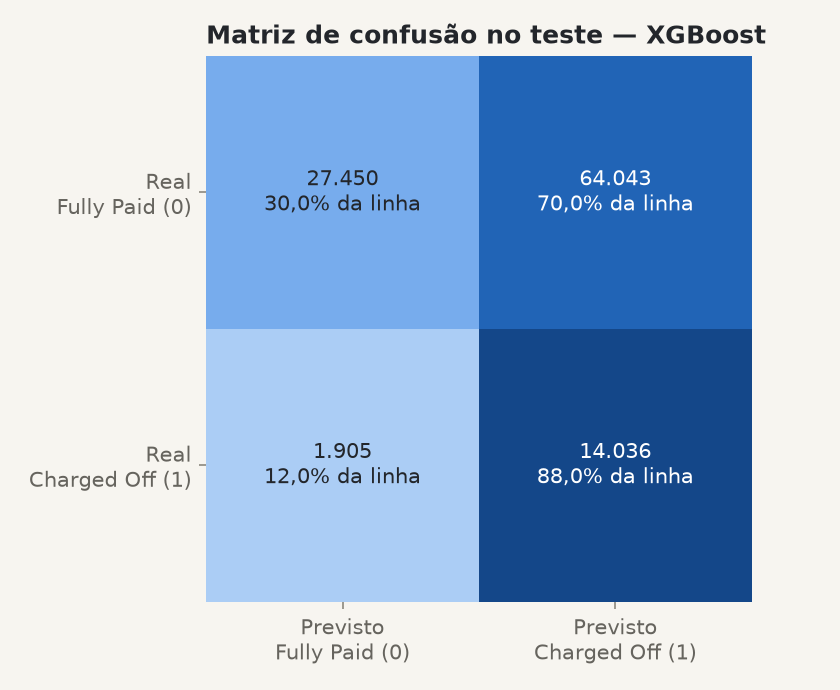 Matriz de confusão no teste — XGBoost
Real
Fully Paid (0)
27.450
30,0% da linha
64.043
70,0% da linha
Real
Charged Off (1)
1.905
12,0% da linha
14.036
88,0% da linha
Previsto
Fully Paid (0)
Previsto
Charged Off (1)